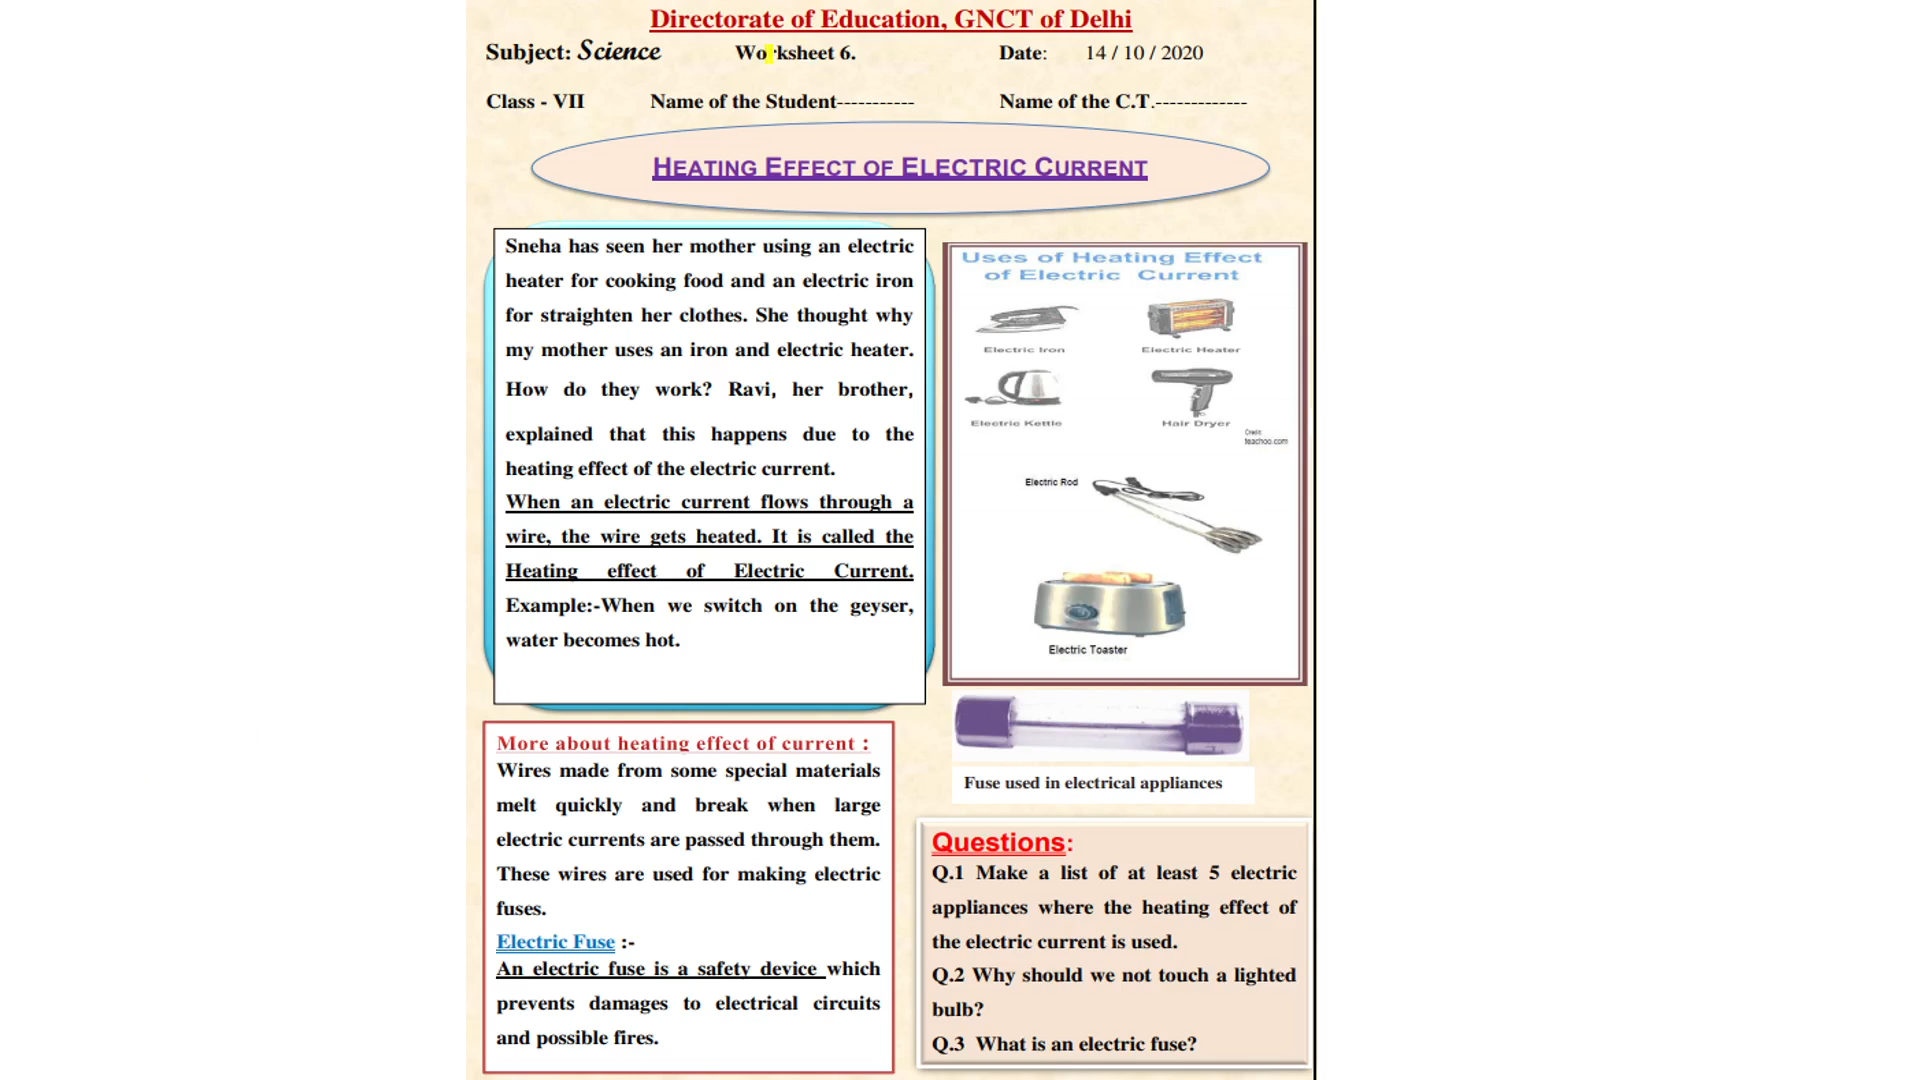 Directorate of Education, GNCT of Delhi
Subject: Science Worksheet 6. Date: 14 / 10 / 2020
Class - VII Name of the Student----------- Name of the C.T.-------------
HEATING EFFECT OF ELECTRIC CURRENT
Sneha has seen her mother using an electric
heater for cooking food and an electric iron
for straighten her clothes. She thought why
my mother uses an iron and electric heater.
How do they work? Ravi, her brother,
explained that this happens due to the
heating effect of the electric current.
When an electric current flows through a
wire, the wire gets heated. It is called the
Heating effect of Electric Current.
Example:-When we switch on the geyser,
water becomes hot.
Uses of Heating Effect
of Electric Current
Electric Iron
Electric Heater
Electric Kettle
Hair Dryer
Credit:
teachoo.com
Electric Rod
Electric Toaster
Fuse used in electrical appliances
More about heating effect of current :
Wires made from some special materials
melt quickly and break when large
electric currents are passed through them.
These wires are used for making electric
fuses.
Electric Fuse :-
An electric fuse is a safety device which
prevents damages to electrical circuits
and possible fires.
Questions:
Q.1 Make a list of at least 5 electric
appliances where the heating effect of
the electric current is used.
Q.2 Why should we not touch a lighted
bulb?
Q.3 What is an electric fuse?